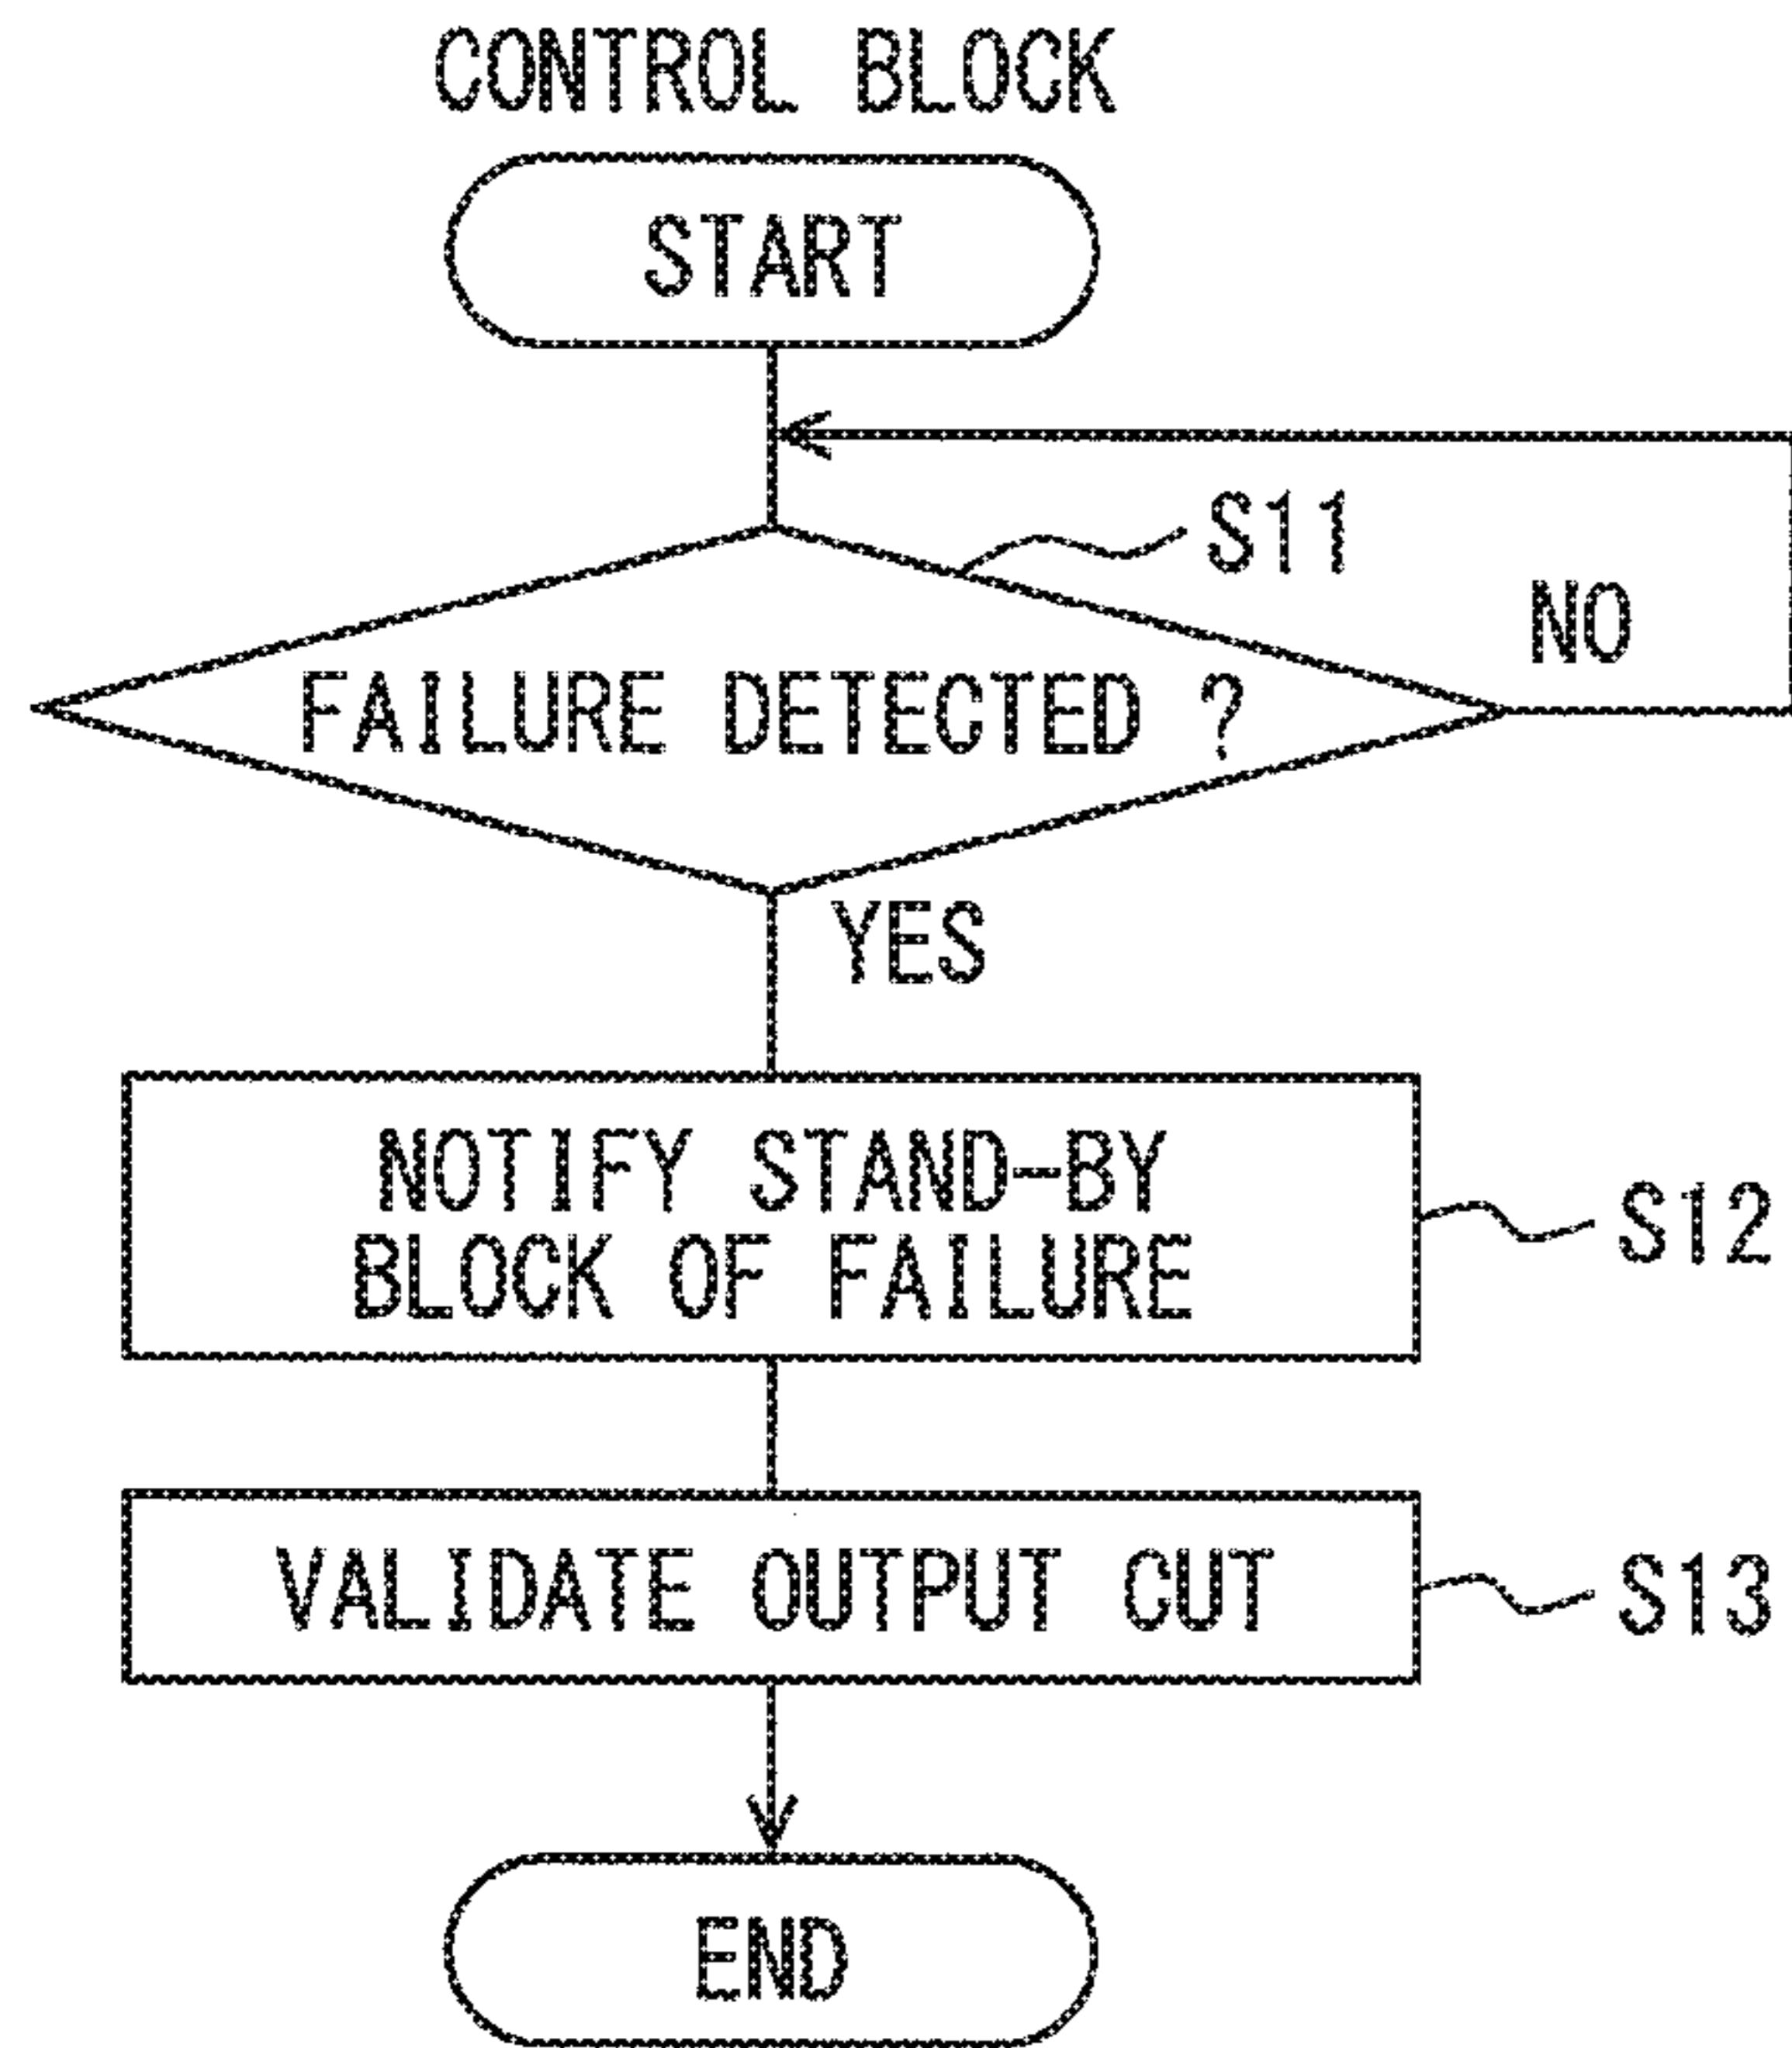 CONTROL BLOCK
START
S11
NO
FAILURE DETECTED ?
YES
NOTIFY STAND-BY
BLOCK OF FAILURE
S12
VALIDATE OUTPUT CUT
S13
END